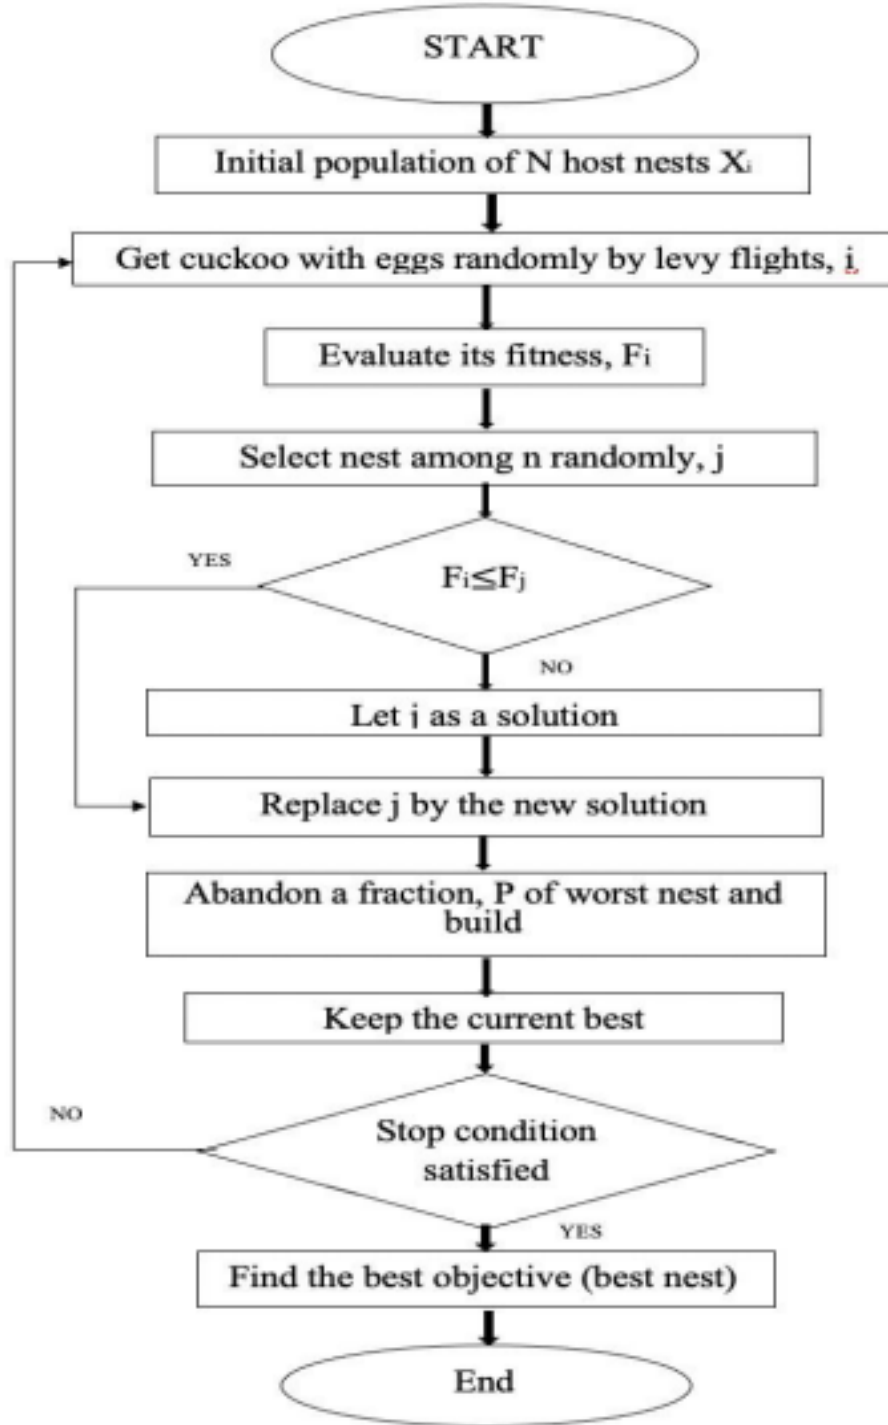 START
Initial population of N host nests Xi
Get cuckoo with eggs randomly by levy flights, i
Evaluate its fitness, Fi
Select nest among n randomly, j
YES
Fi≤Fj
NO
Let j as a solution
Replace j by the new solution
Abandon a fraction, P of worst nest and
build
Keep the current best
NO
Stop condition
satisfied
YES
Find the best objective (best nest)
End